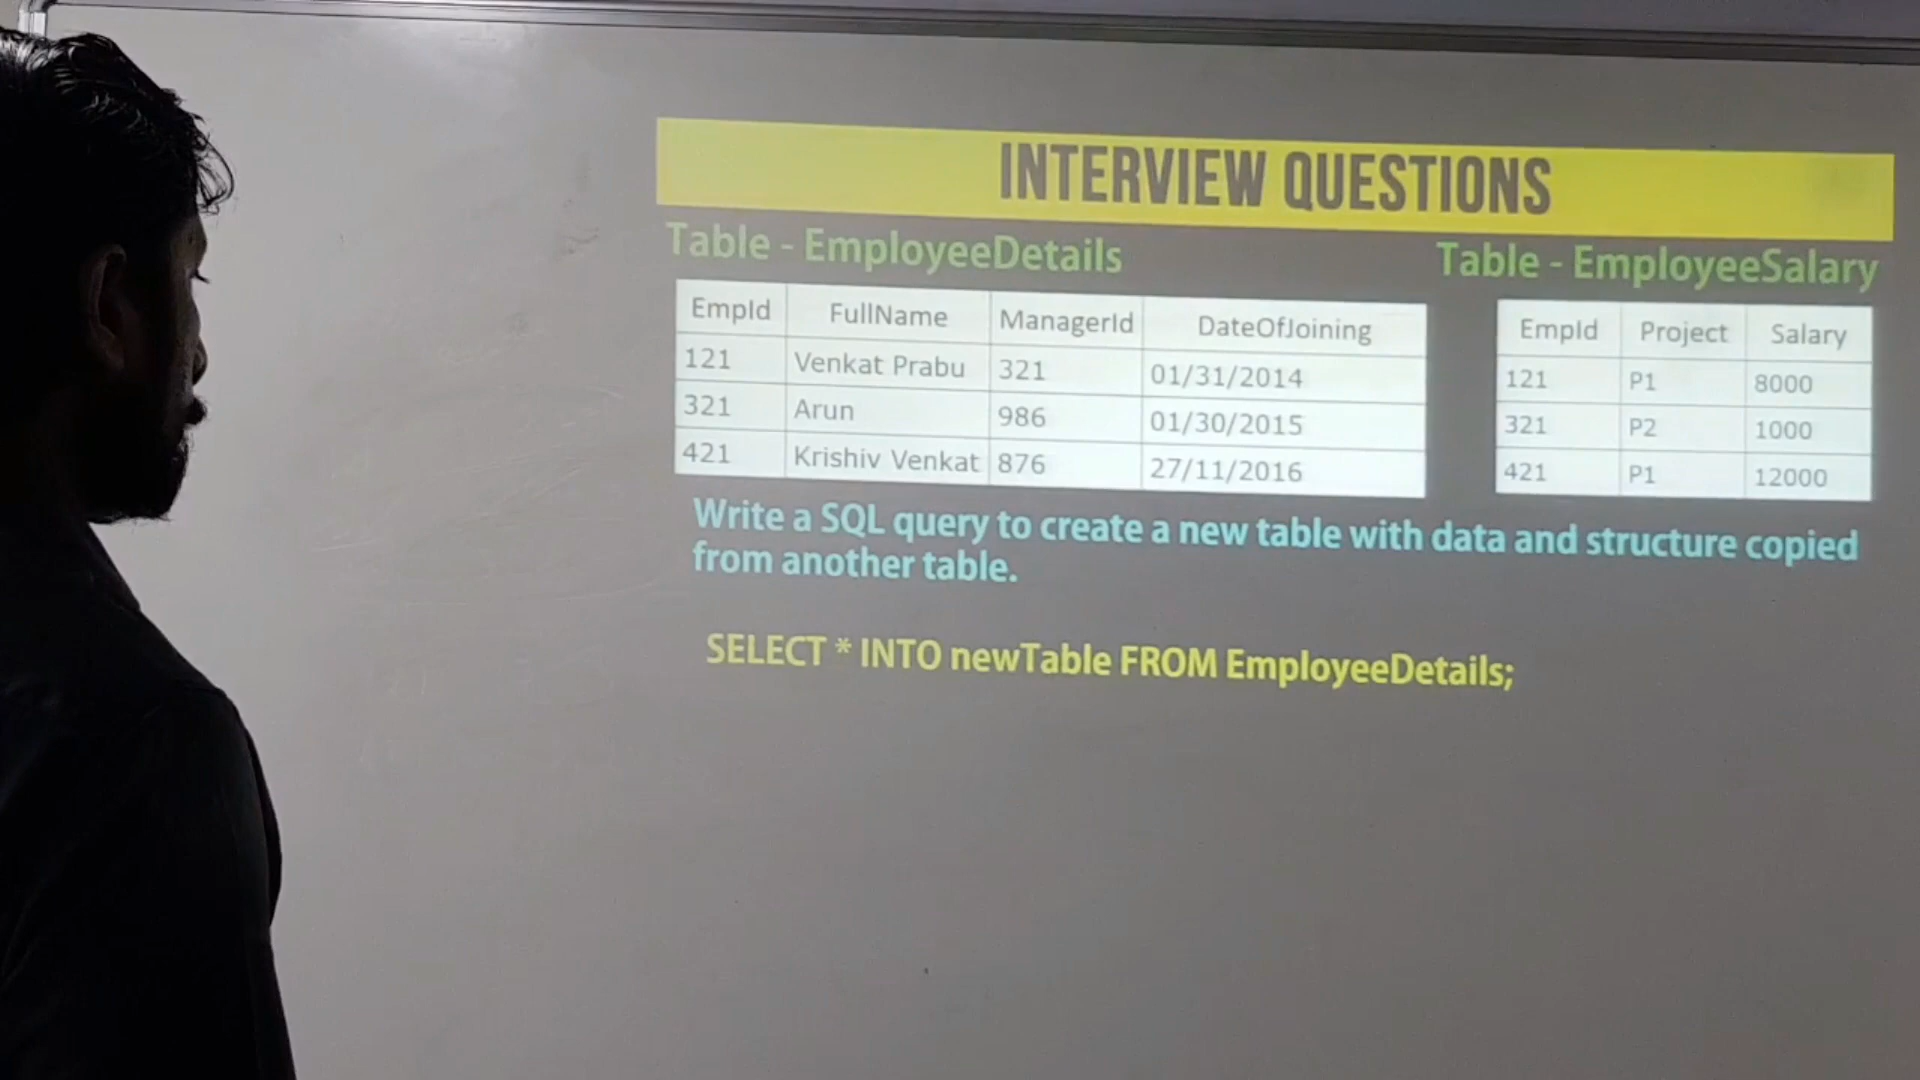 INTERVIEW QUESTIONS
Table - EmployeeDetails
EmpId FullName ManagerId DateOfJoining
121 Venkat Prabu 321 01/31/2014
321 Arun 986 01/30/2015
421 Krishiv Venkat 876 27/11/2016
Table - EmployeeSalary
EmpId Project Salary
121 P1 8000
321 P2 1000
421 P1 12000
Write a SQL query to create a new table with data and structure copied
from another table.
SELECT * INTO newTable FROM EmployeeDetails;